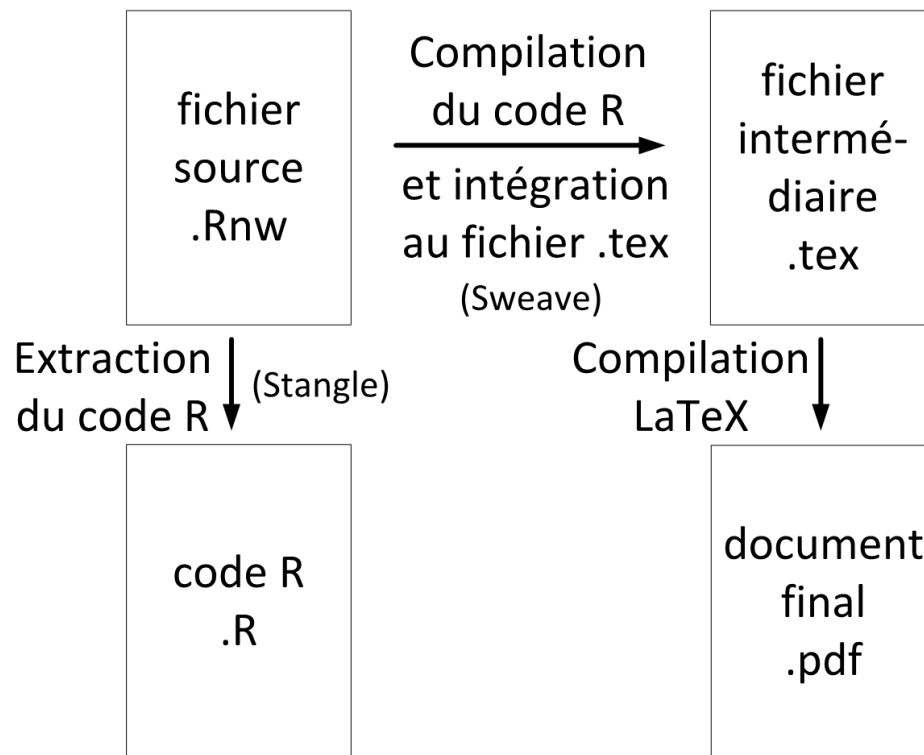 fichier
source
.Rnw
Compilation
du code R
et intégration
au fichier .tex
(Sweave)
fichier
intermé-
diaire
.tex
Extraction
du code R
(Stangle)
Compilation
LaTeX
code R
.R
document
final
.pdf